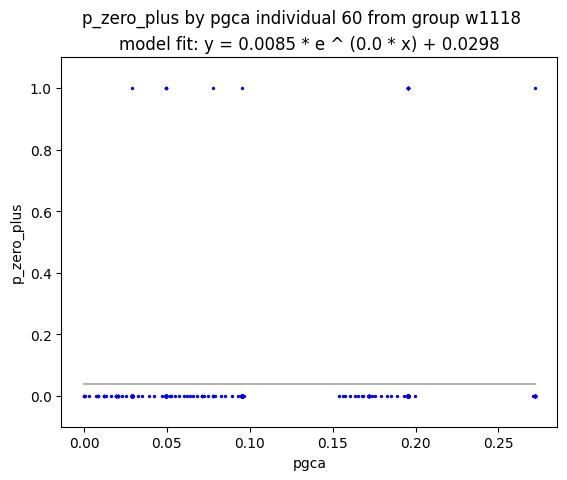 p_zero_plus by pgca individual 60 from group w1118
model fit: y = 0.0085 * e ^ (0.0 * x) + 0.0298
1.0
0.8
0.6
0.4
0.2
0.0
p_zero_plus
0.00 0.05 0.10 0.15 0.20 0.25
pgca